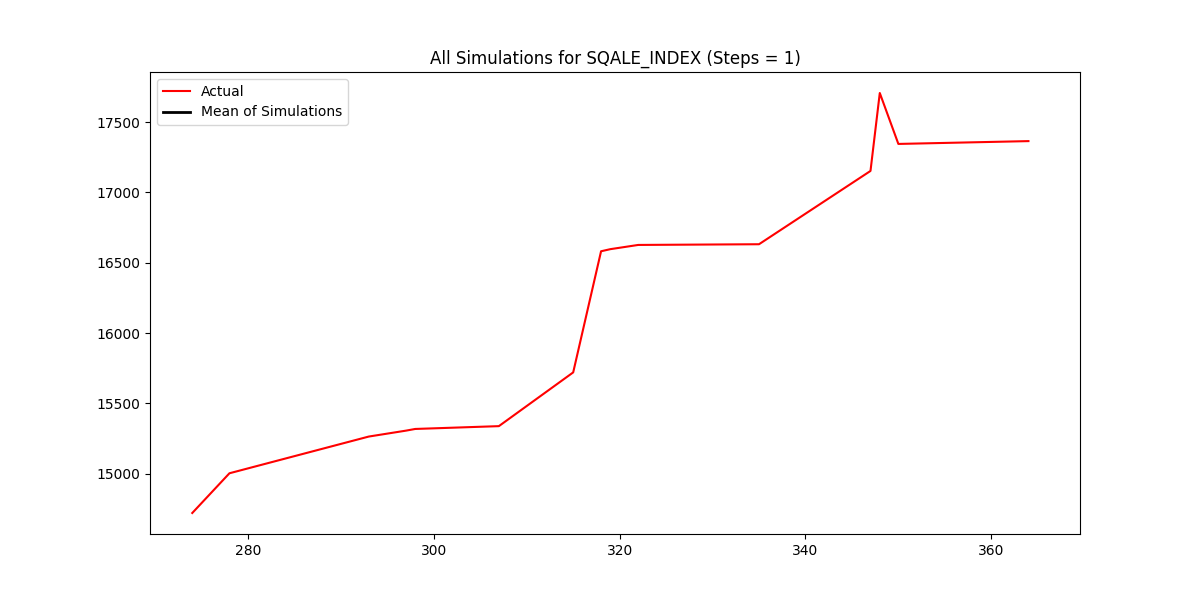 All Simulations for SQALE_INDEX (Steps = 1)
Actual
Mean of Simulations
17500
17000
16500
16000
15500
15000
280 300 320 340 360